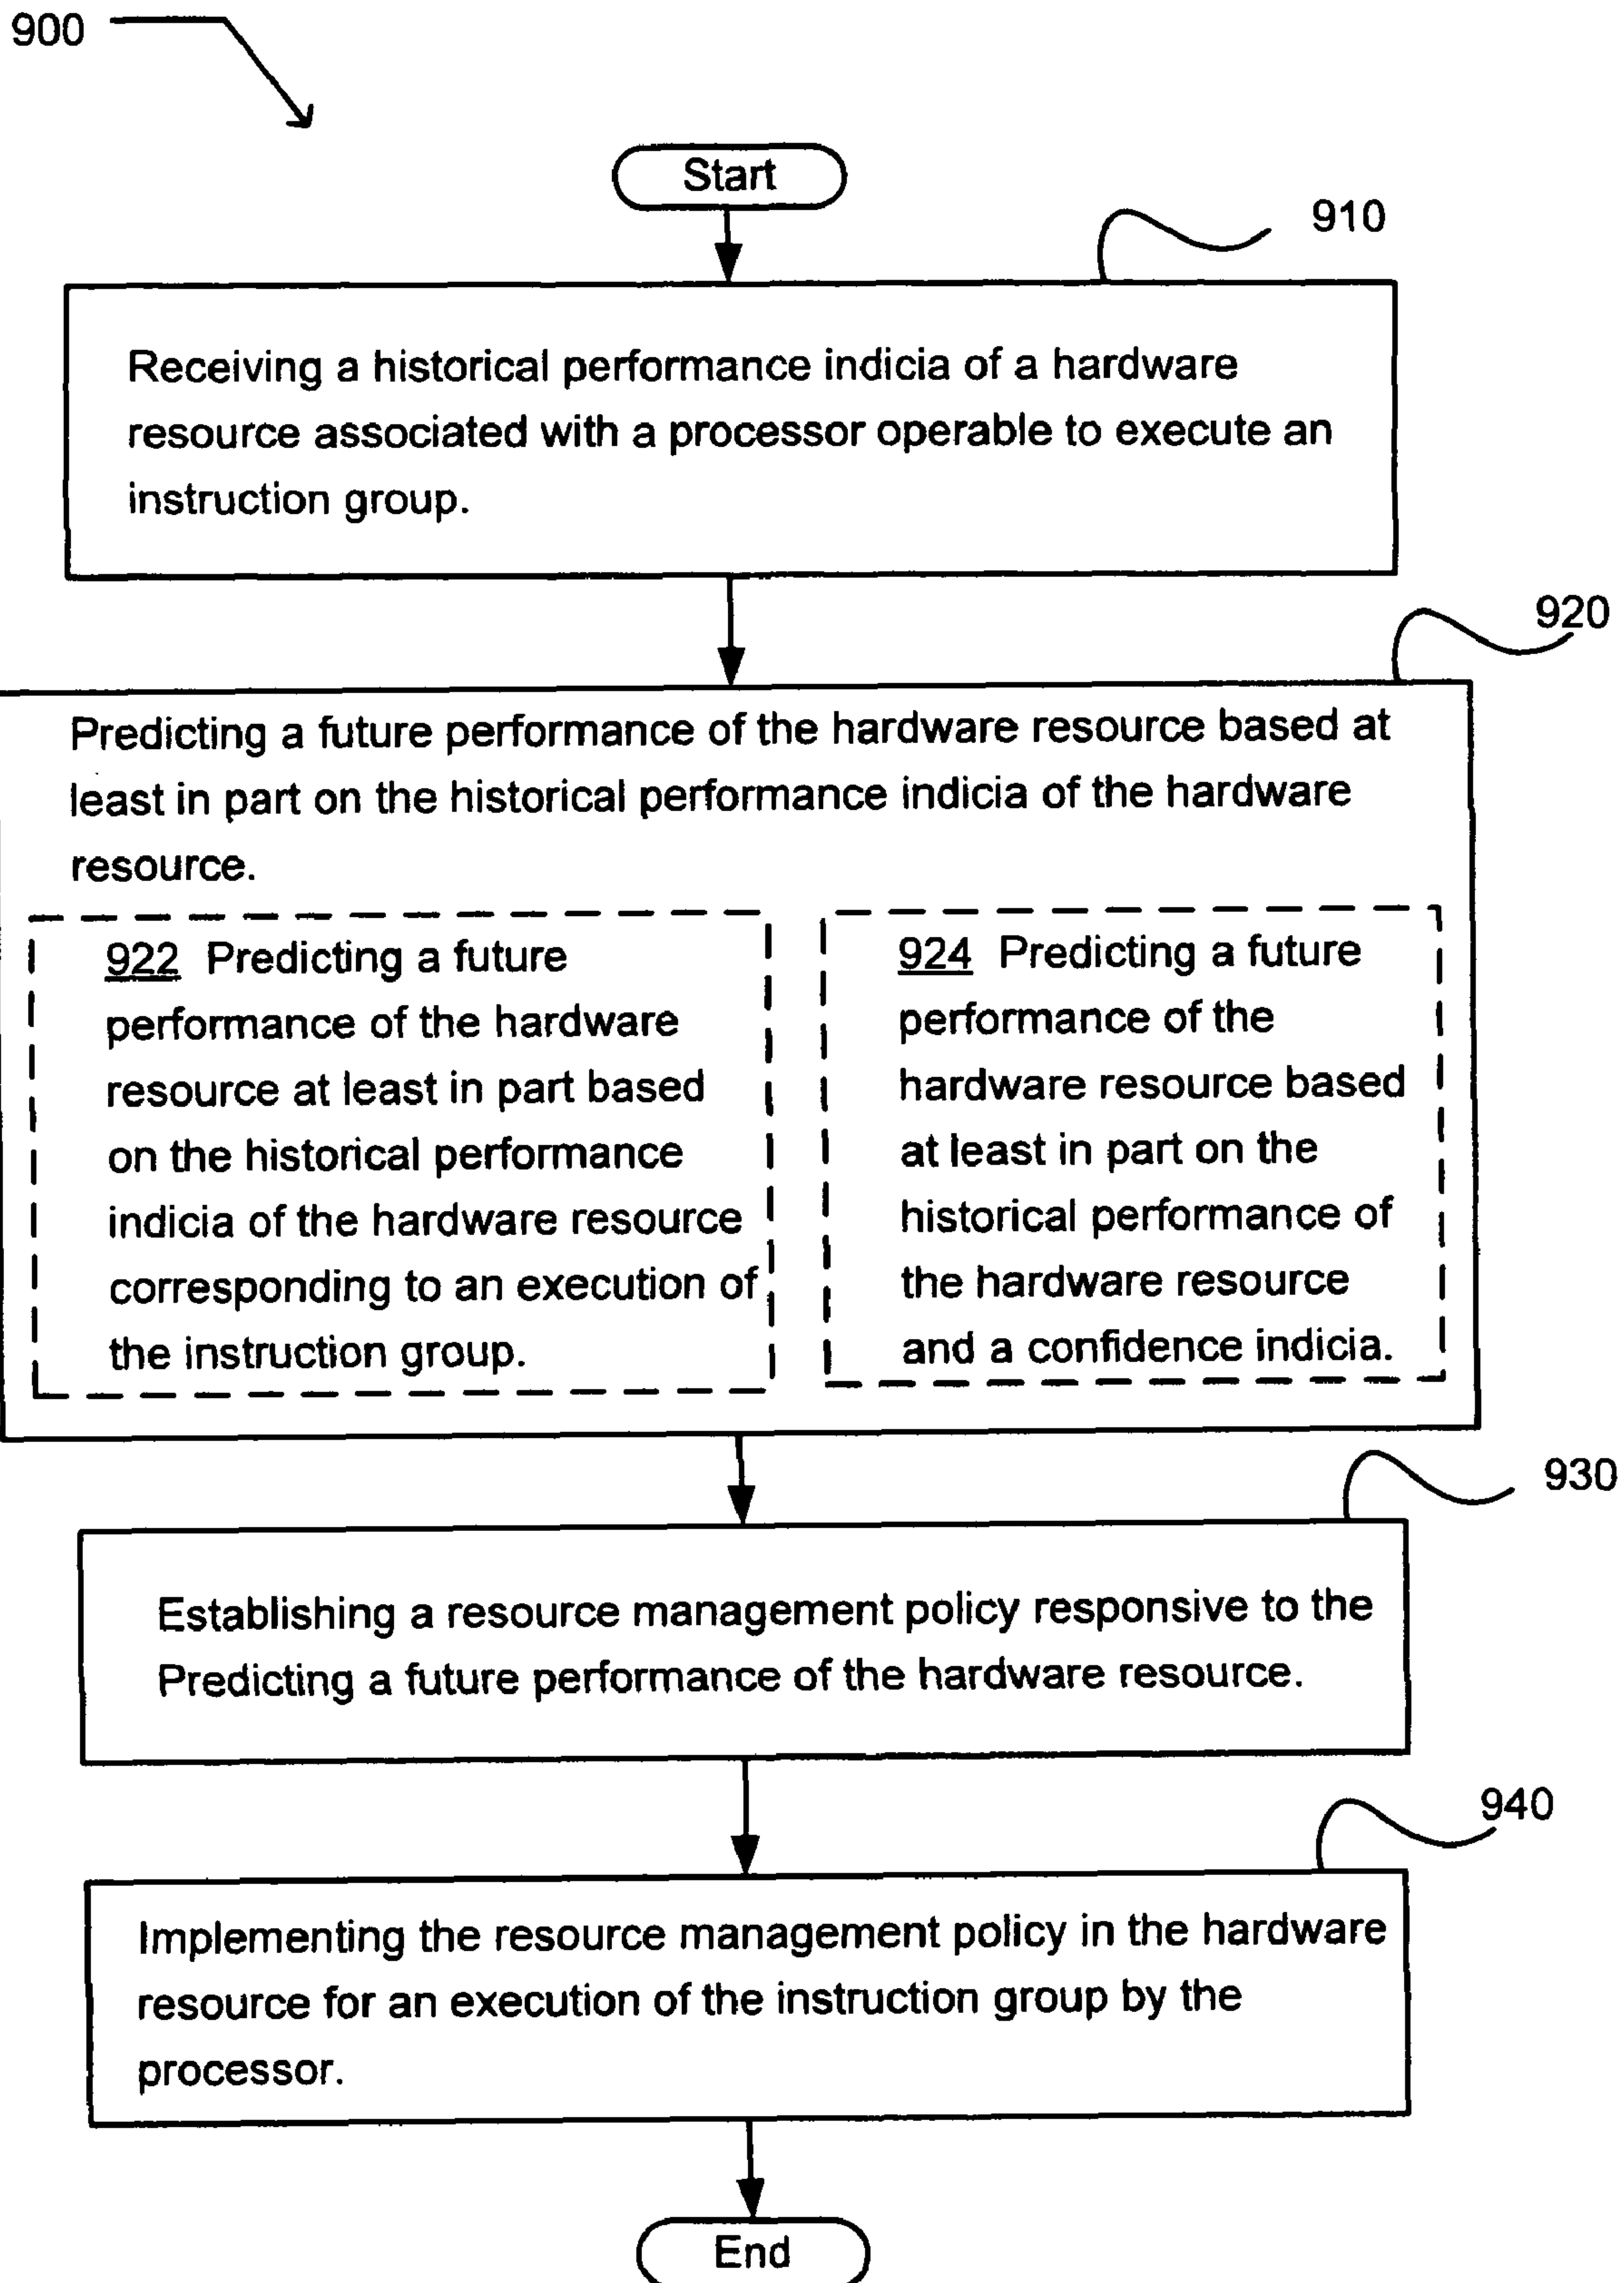 900
Start
910
Receiving a historical performance indicia of a hardware
resource associated with a processor operable to execute an
instruction group.
920
Predicting a future performance of the hardware resource based at
least in part on the historical performance indicia of the hardware
resource.
922 Predicting a future
performance of the hardware
resource at least in part based
on the historical performance
indicia of the hardware resource
corresponding to an execution of
the instruction group.
924 Predicting a future
performance of the
hardware resource based
at least in part on the
historical performance of
the hardware resource
and a confidence indicia.
930
Establishing a resource management policy responsive to the
Predicting a future performance of the hardware resource.
940
Implementing the resource management policy in the hardware
resource for an execution of the instruction group by the
processor.
End